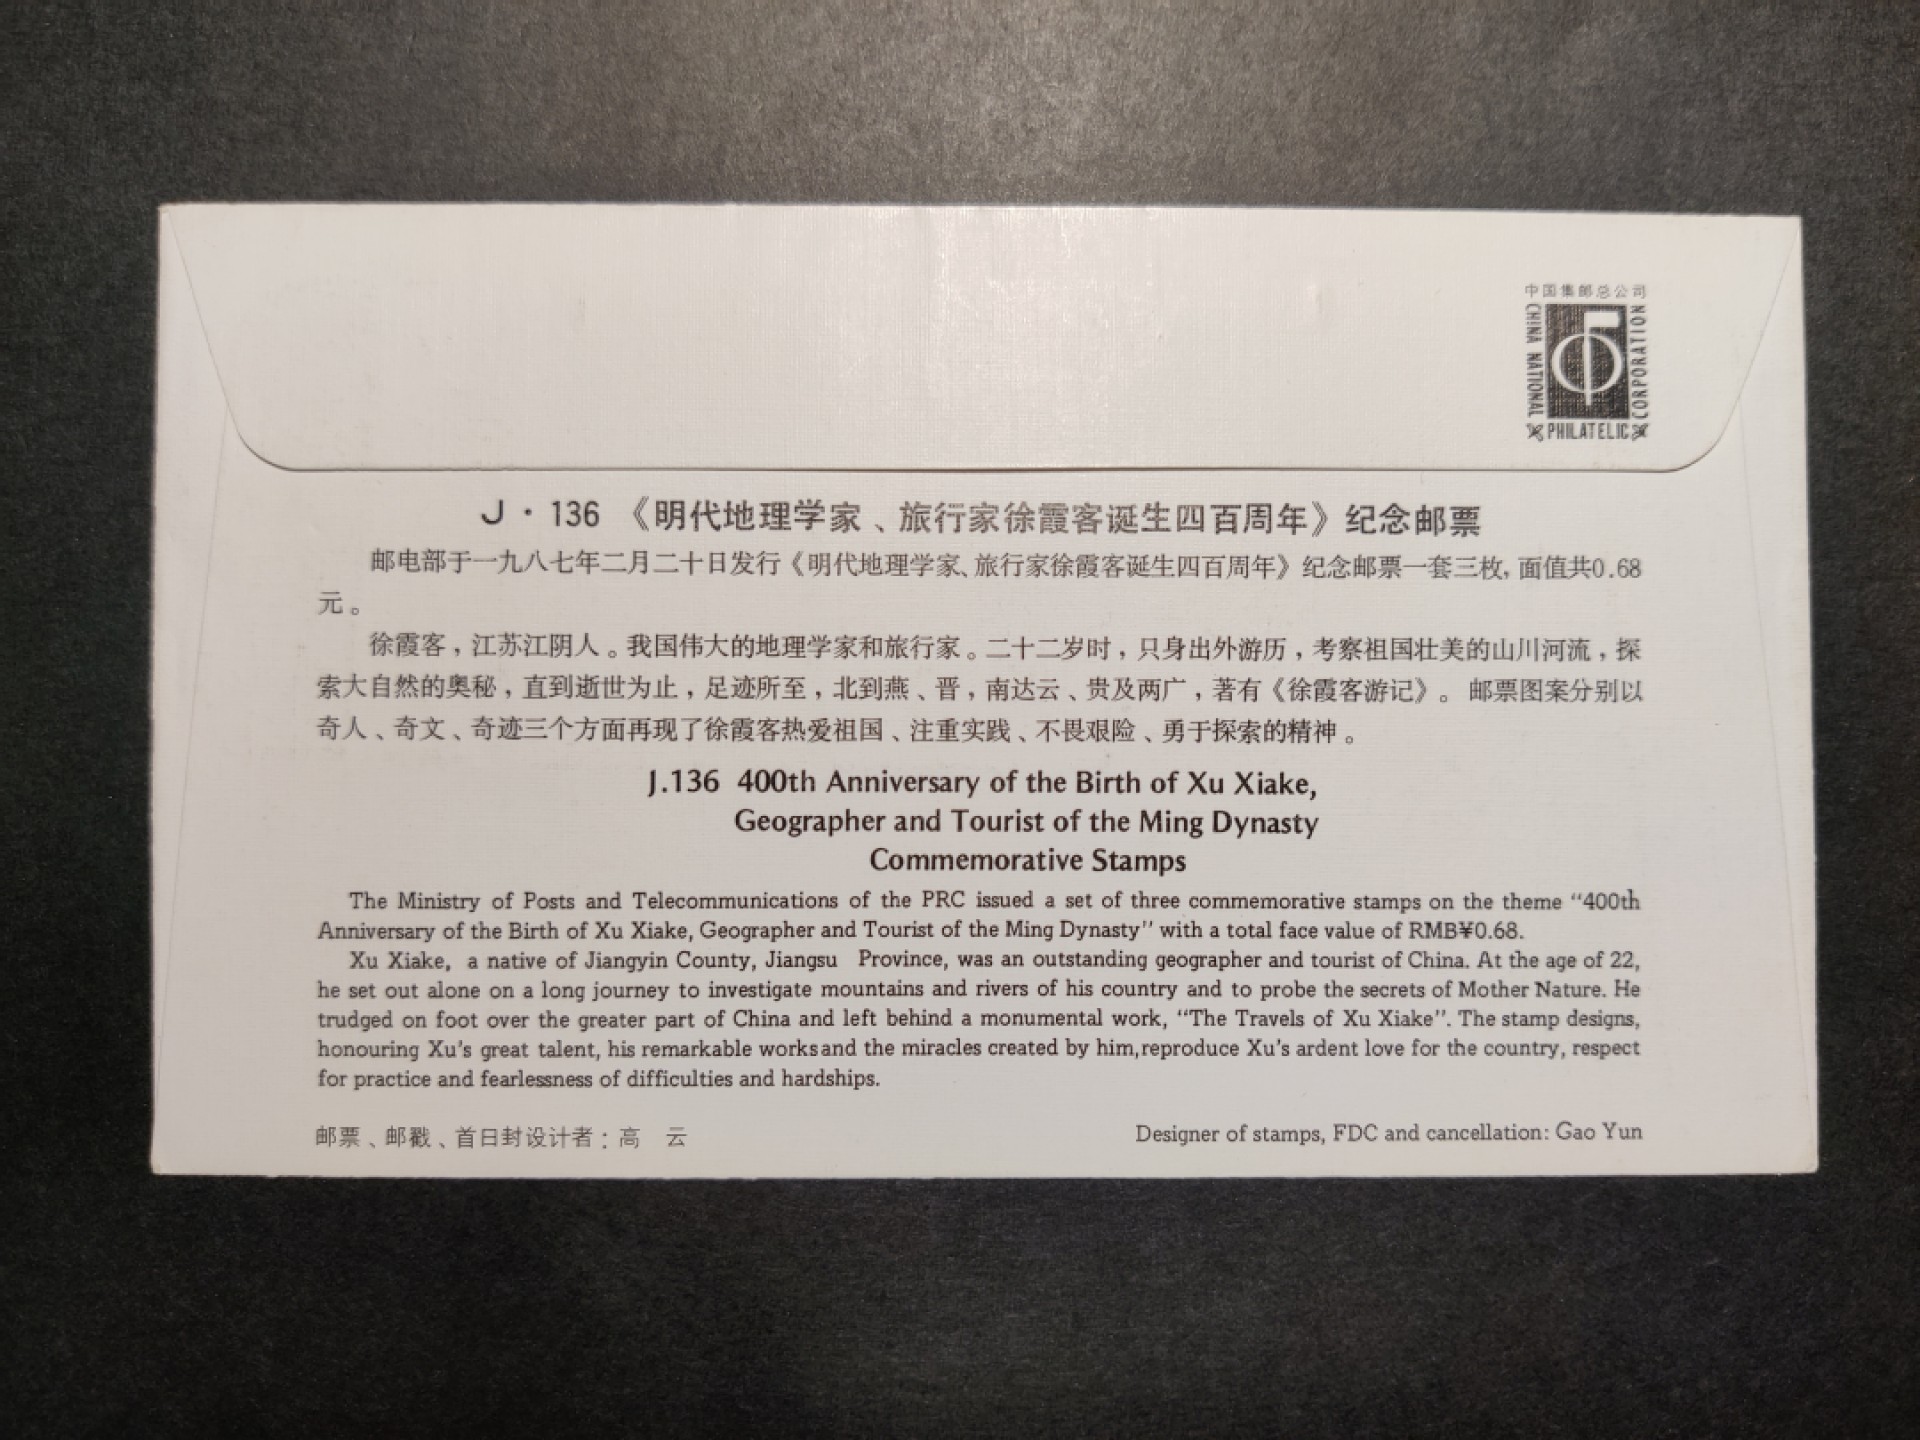 中国集邮总公司
CHINA NATIONAL
PHILATELIC
CORPORATION
J·136 《明代地理学家、旅行家徐霞客诞生四百周年》纪念邮票
邮电部于一九八七年二月二十日发行《明代地理学家、旅行家徐霞客诞生四百周年》纪念邮票一套三枚,面值共0.68
元。
徐霞客，江苏江阴人。我国伟大的地理学家和旅行家。二十二岁时，只身出外游历，考察祖国壮美的山川河流，探
索大自然的奥秘，直到逝世为止，足迹所至，北到燕、晋，南达云、贵及两广，著有《徐霞客游记》。邮票图案分别以
奇人、奇文、奇迹三个方面再现了徐霞客热爱祖国、注重实践、不畏艰险、勇于探索的精神。
J.136 400th Anniversary of the Birth of Xu Xiake,
Geographer and Tourist of the Ming Dynasty
Commemorative Stamps
The Ministry of Posts and Telecommunications of the PRC issued a set of three commemorative stamps on the theme “400th
Anniversary of the Birth of Xu Xiake, Geographer and Tourist of the Ming Dynasty” with a total face value of RMB¥0.68.
Xu Xiake, a native of Jiangyin County, Jiangsu Province, was an outstanding geographer and tourist of China. At the age of 22,
he set out alone on a long journey to investigate mountains and rivers of his country and to probe the secrets of Mother Nature. He
trudged on foot over the greater part of China and left behind a monumental work, “The Travels of Xu Xiake”. The stamp designs,
honouring Xu's great talent, his remarkable works and the miracles created by him, reproduce Xu's ardent love for the country, respect
for practice and fearlessness of difficulties and hardships.
邮票、邮戳、首日封设计者：高 云
Designer of stamps, FDC and cancellation: Gao Yun